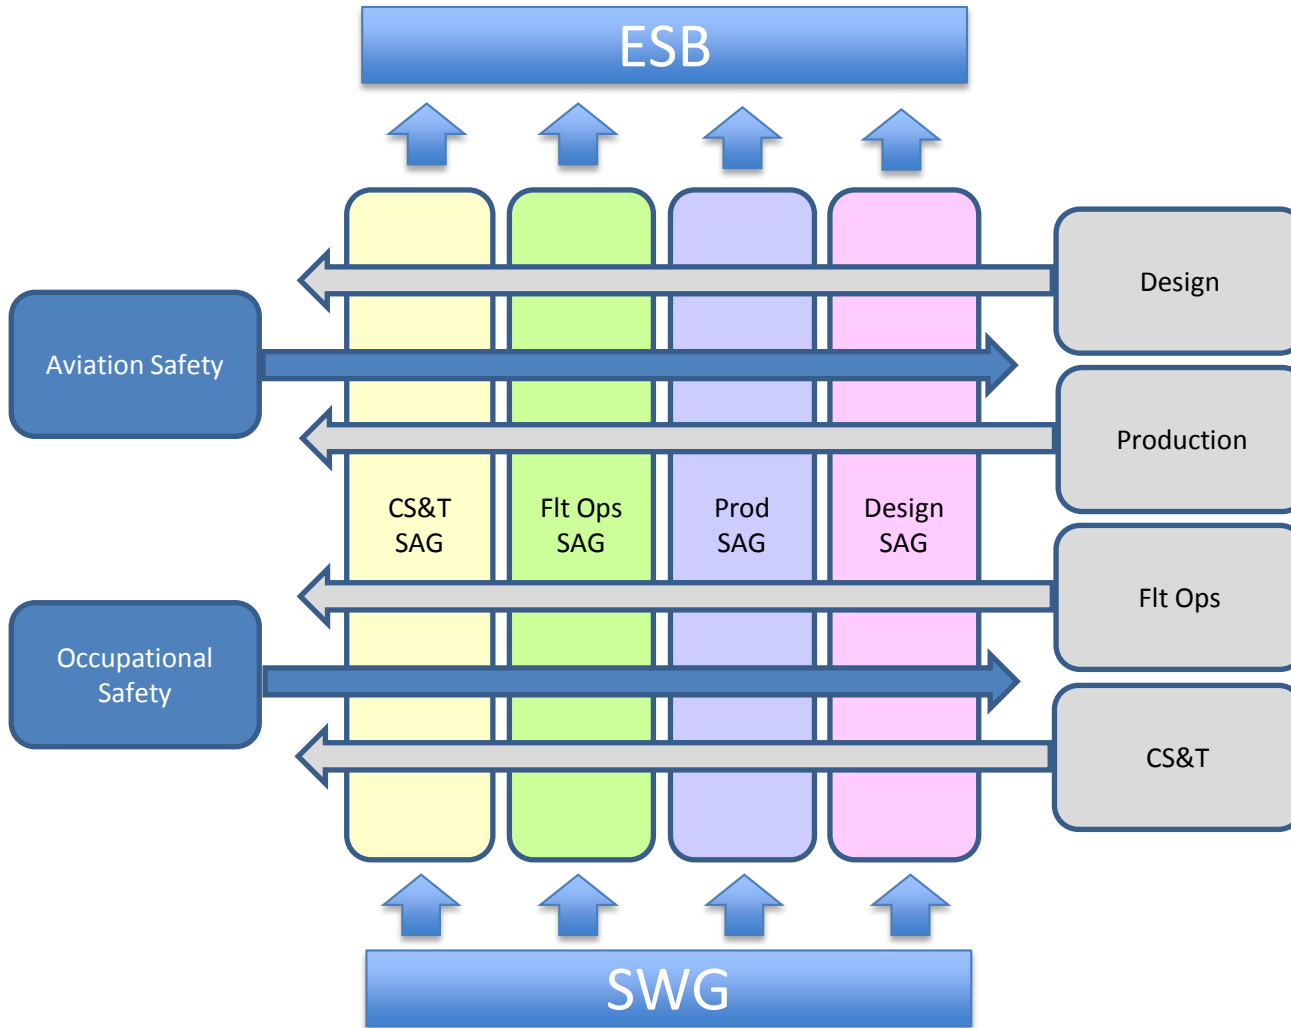 ESB
Design
Aviation Safety
Production
CS&T
SAG
Flt Ops
SAG
Prod
SAG
Design
SAG
Flt Ops
Occupational
Safety
CS&T
SWG